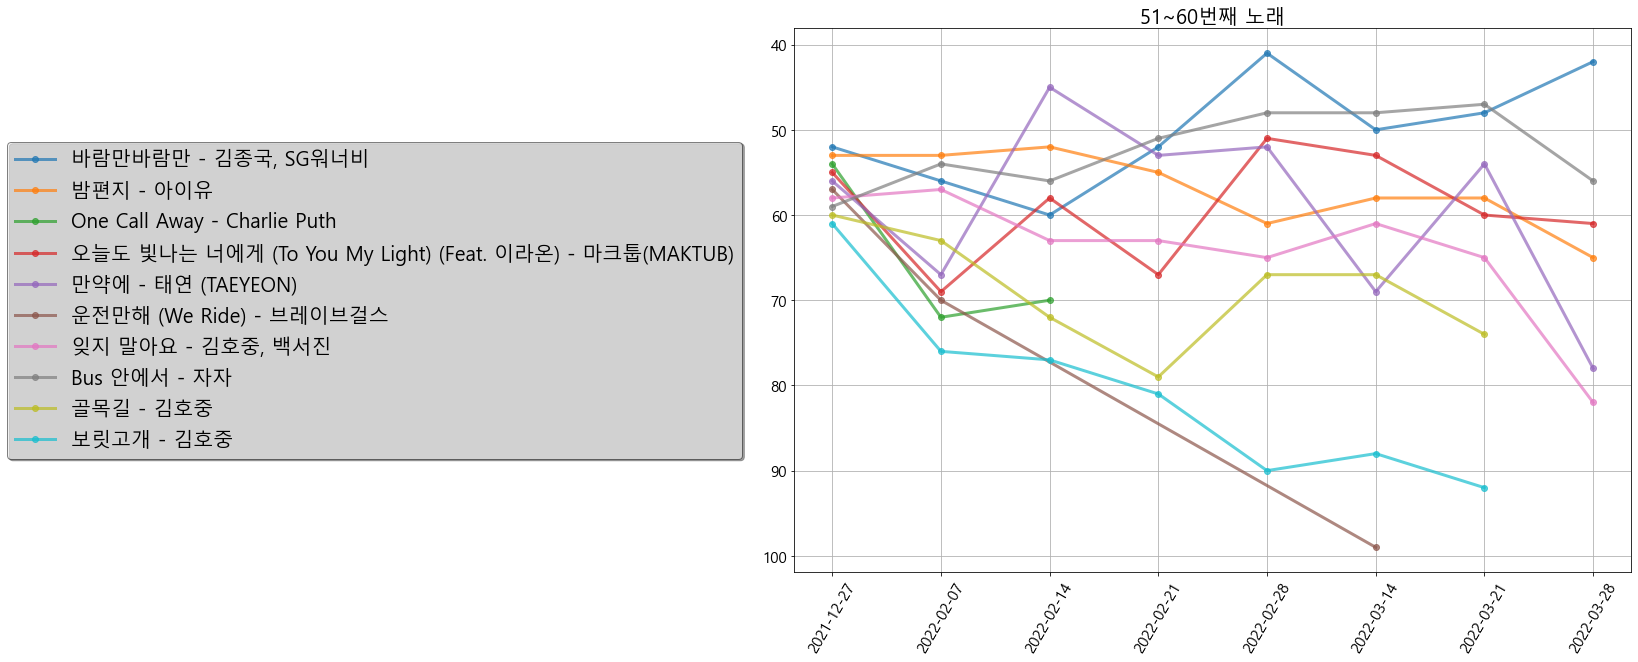 51~60번째 노래
바람만바람만 - 김종국, SG워너비
밤편지 - 아이유
One Call Away - Charlie Puth
오늘도 빛나는 너에게 (To You My Light) (Feat. 이라온) - 마크툽(MAKTUB)
만약에 - 태연 (TAEYEON)
운전만해 (We Ride) - 브레이브걸스
잊지 말아요 - 김호중, 백서진
Bus 안에서 - 자자
골목길 - 김호중
보릿고개 - 김호중
40
50
60
70
80
90
100
2021-12-27
2022-02-07
2022-02-14
2022-02-21
2022-02-28
2022-03-14
2022-03-21
2022-03-28